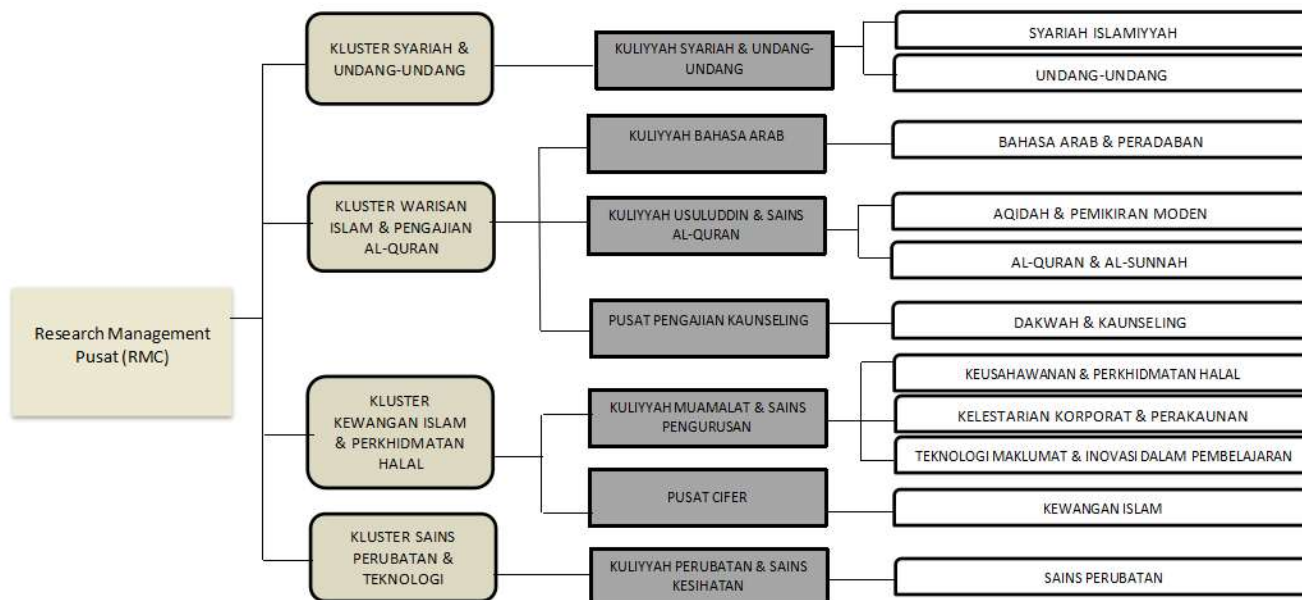 Research Management
Pusat (RMC)
KLUSTER SYARIAH &
UNDANG-UNDANG
KULIYYAH SYARIAH & UNDANG-
UNDANG
SYARIAH ISLAMIYYAH
UNDANG-UNDANG
KLUSTER WARISAN
ISLAM & PENGAJIAN
AL-QURAN
KULIYYAH BAHASA ARAB
BAHASA ARAB & PERADABAN
KULIYYAH USULUDDIN & SAINS
AL-QURAN
AQIDAH & PEMIKIRAN MODEN
AL-QURAN & AL-SUNNAH
PUSAT PENGAJIAN KAUNSELING
DAKWAH & KAUNSELING
KLUSTER
KEWANGAN ISLAM
& PERKHIDMATAN
HALAL
KULIYYAH MUAMALAT & SAINS
PENGURUSAN
KEUSAHAWANAN & PERKHIDMATAN HALAL
KELESTARIAN KORPORAT & PERAKAUNAN
TEKNOLOGI MAKLUMAT & INOVASI DALAM PEMBELAJARAN
PUSAT CIFER
KEWANGAN ISLAM
KLUSTER SAINS
PERUBATAN &
TEKNOLOGI
KULIYYAH PERUBATAN & SAINS
KESIHATAN
SAINS PERUBATAN